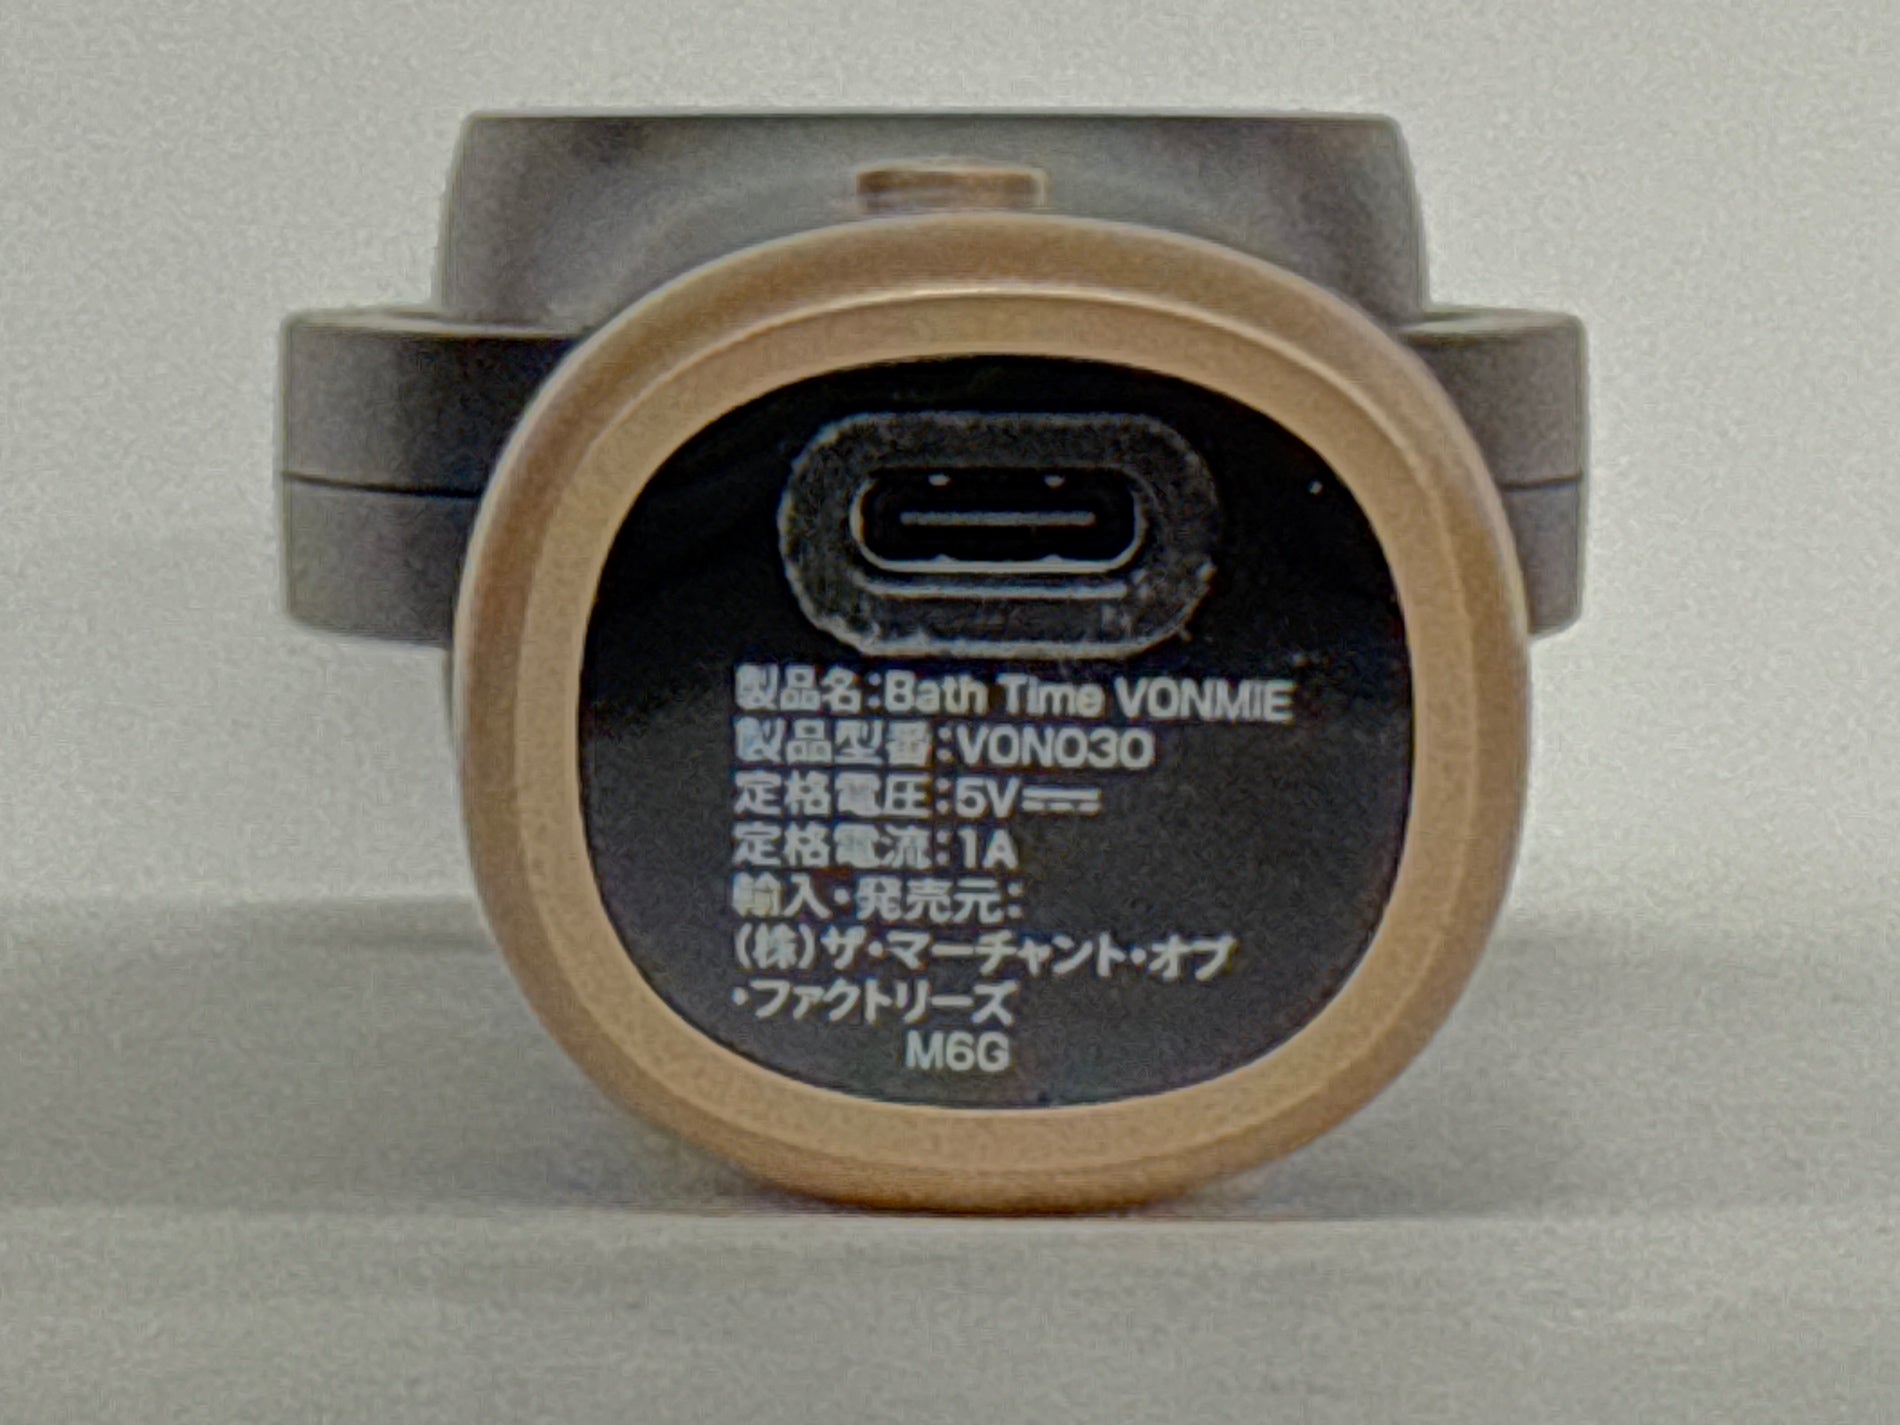 製品名:Bath Time VONMIE
製品型番:VON030
定格電圧:5V⎓
定格電流:1A
輸入・発売元:
(株)ザ・マーチャント・オブ
・ファクトリーズ
M6G